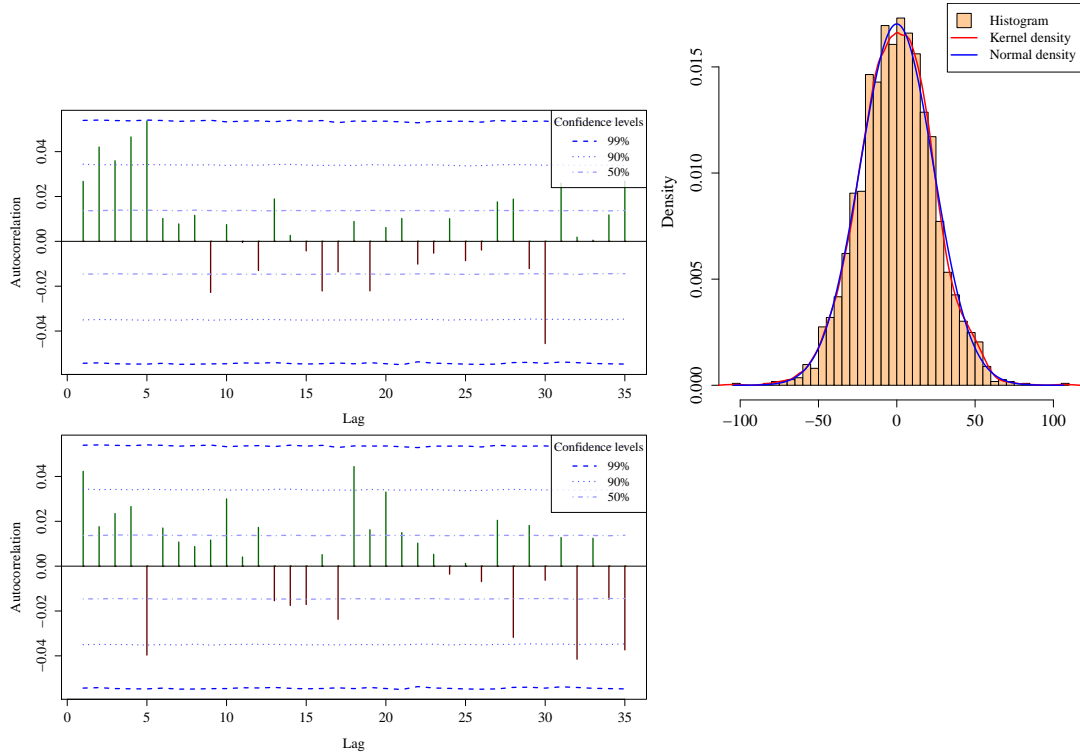 Autocorrelation
0.04
0.02
0.00
−0.02
−0.04
Confidence levels
99%
90%
50%
0 5 10 15 20 25 30 35
Lag
Autocorrelation
0.04
0.02
0.00
−0.02
−0.04
Confidence levels
99%
90%
50%
0 5 10 15 20 25 30 35
Lag
Density
0.015
0.010
0.005
0.000
Histogram
Kernel density
Normal density
−100 −50 0 50 100